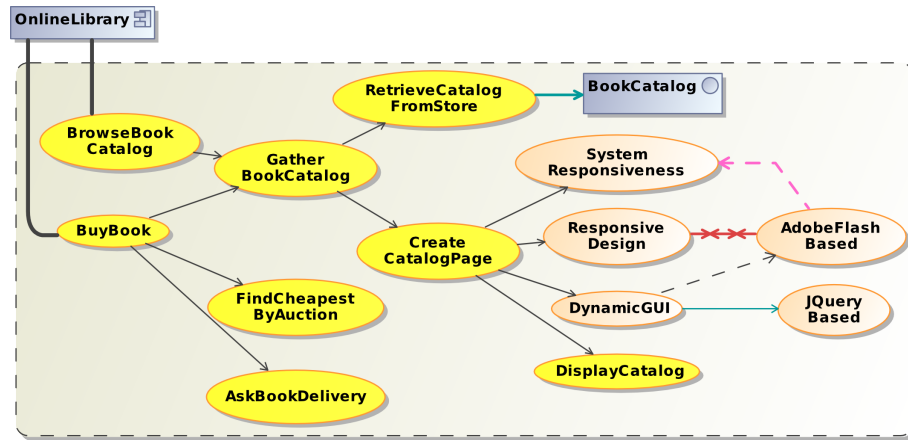 OnlineLibrary
RetrieveCatalog
FromStore
BookCatalog
BrowseBook
Catalog
Gather
BookCatalog
System
Responsiveness
BuyBook
Create
CatalogPage
Responsive
Design
AdobeFlash
Based
FindCheapest
ByAuction
DynamicGUI
JQuery
Based
DisplayCatalog
AskBookDelivery